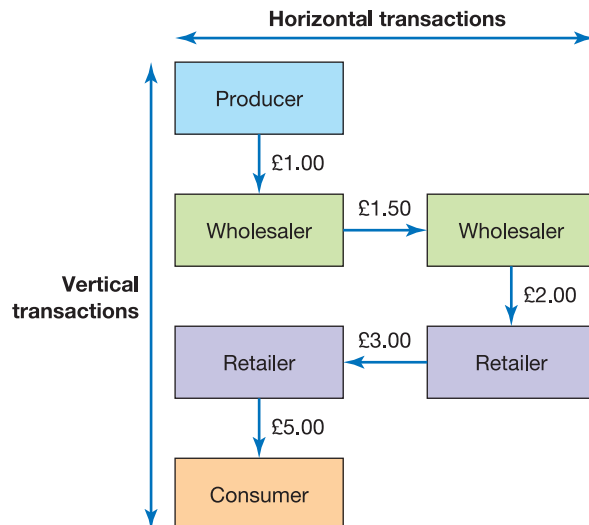 Horizontal transactions
Producer
£1.00
Wholesaler
£1.50
Wholesaler
Vertical
transactions
£2.00
Retailer
£3.00
Retailer
£5.00
Consumer